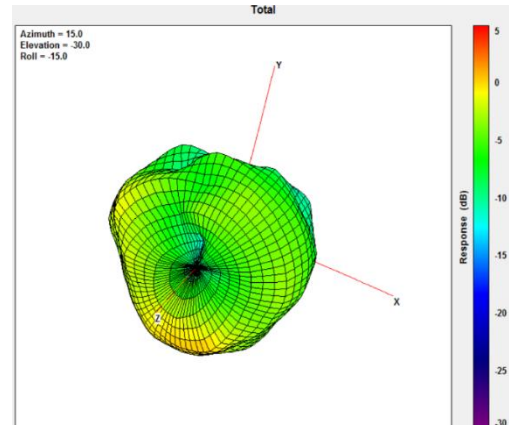 Total
Azimuth = 15.0
Elevation = -30.0
Roll = -15.0
Y
X
Z
5
0
-5
-10
-15
-20
-25
-30
Response (dB)